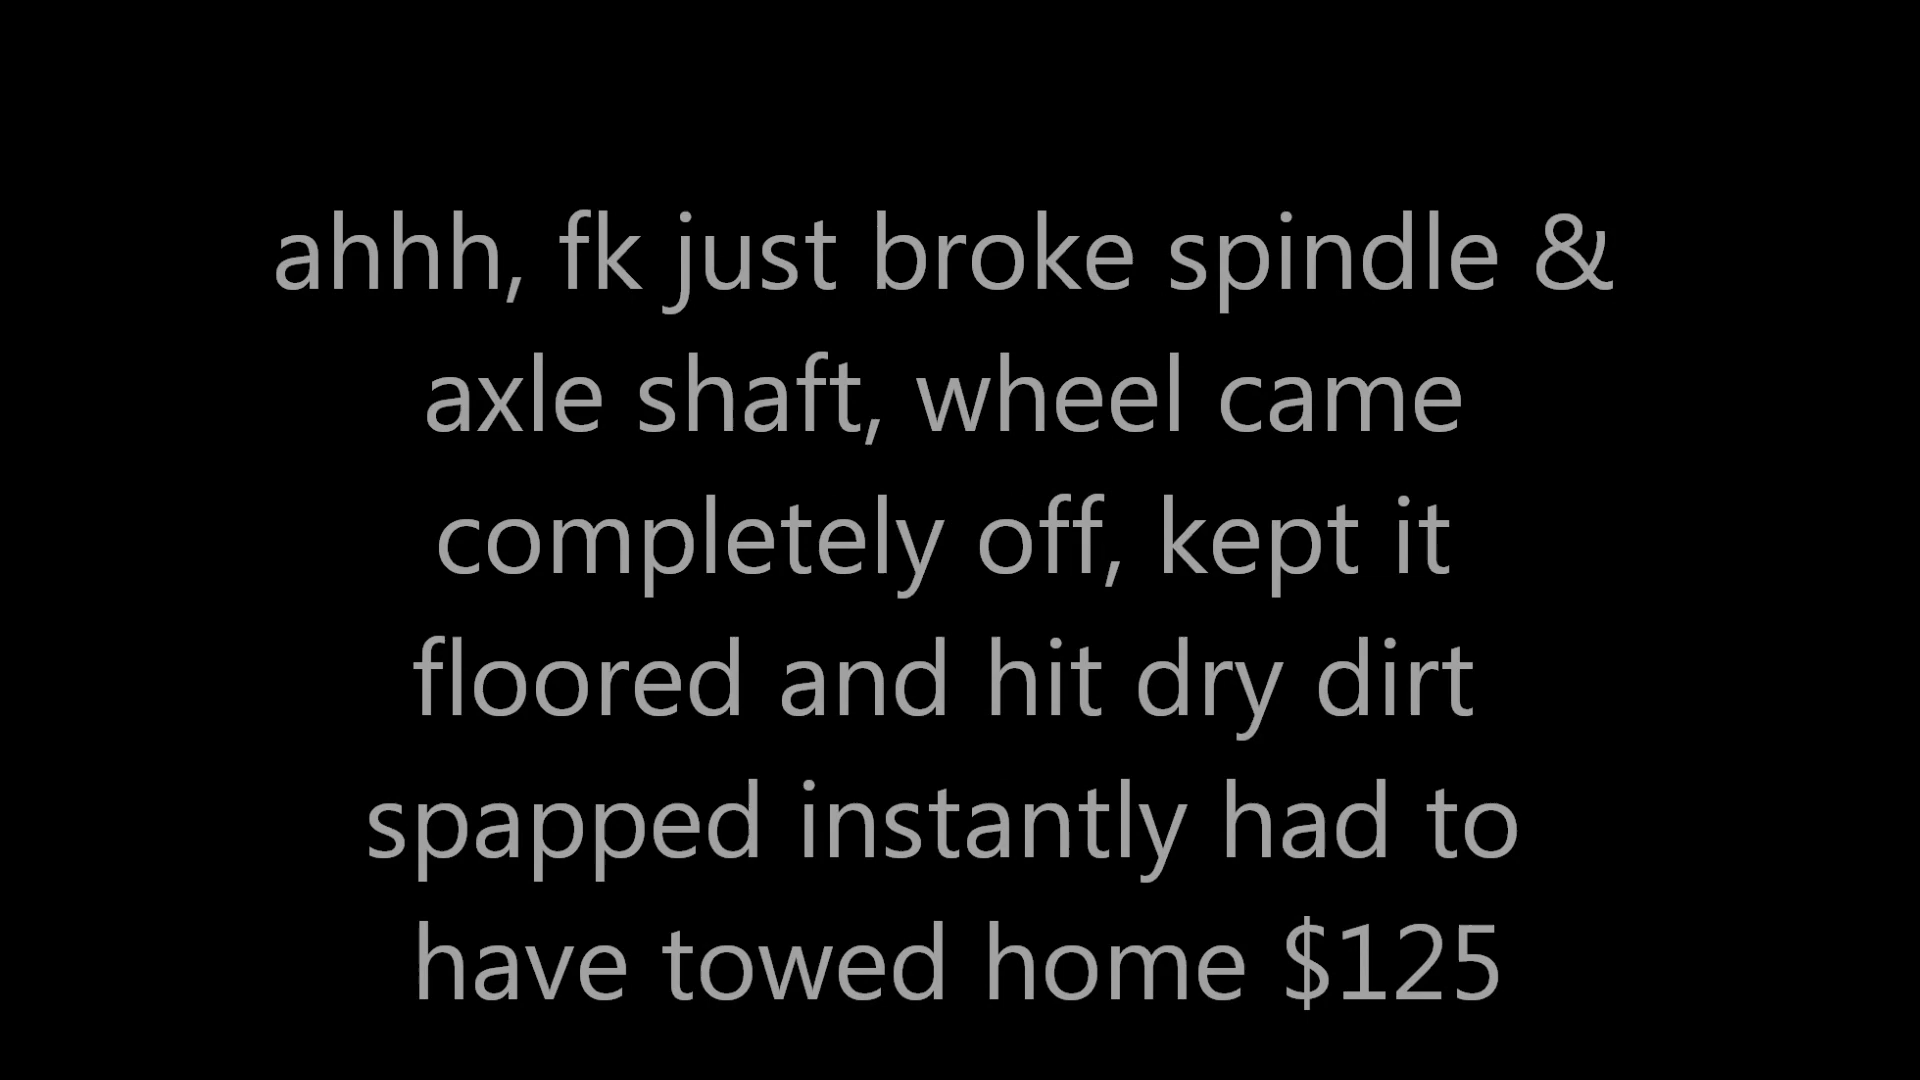 ahhh, fk just broke spindle &
axle shaft, wheel came
completely off, kept it
floored and hit dry dirt
spapped instantly had to
have towed home $125